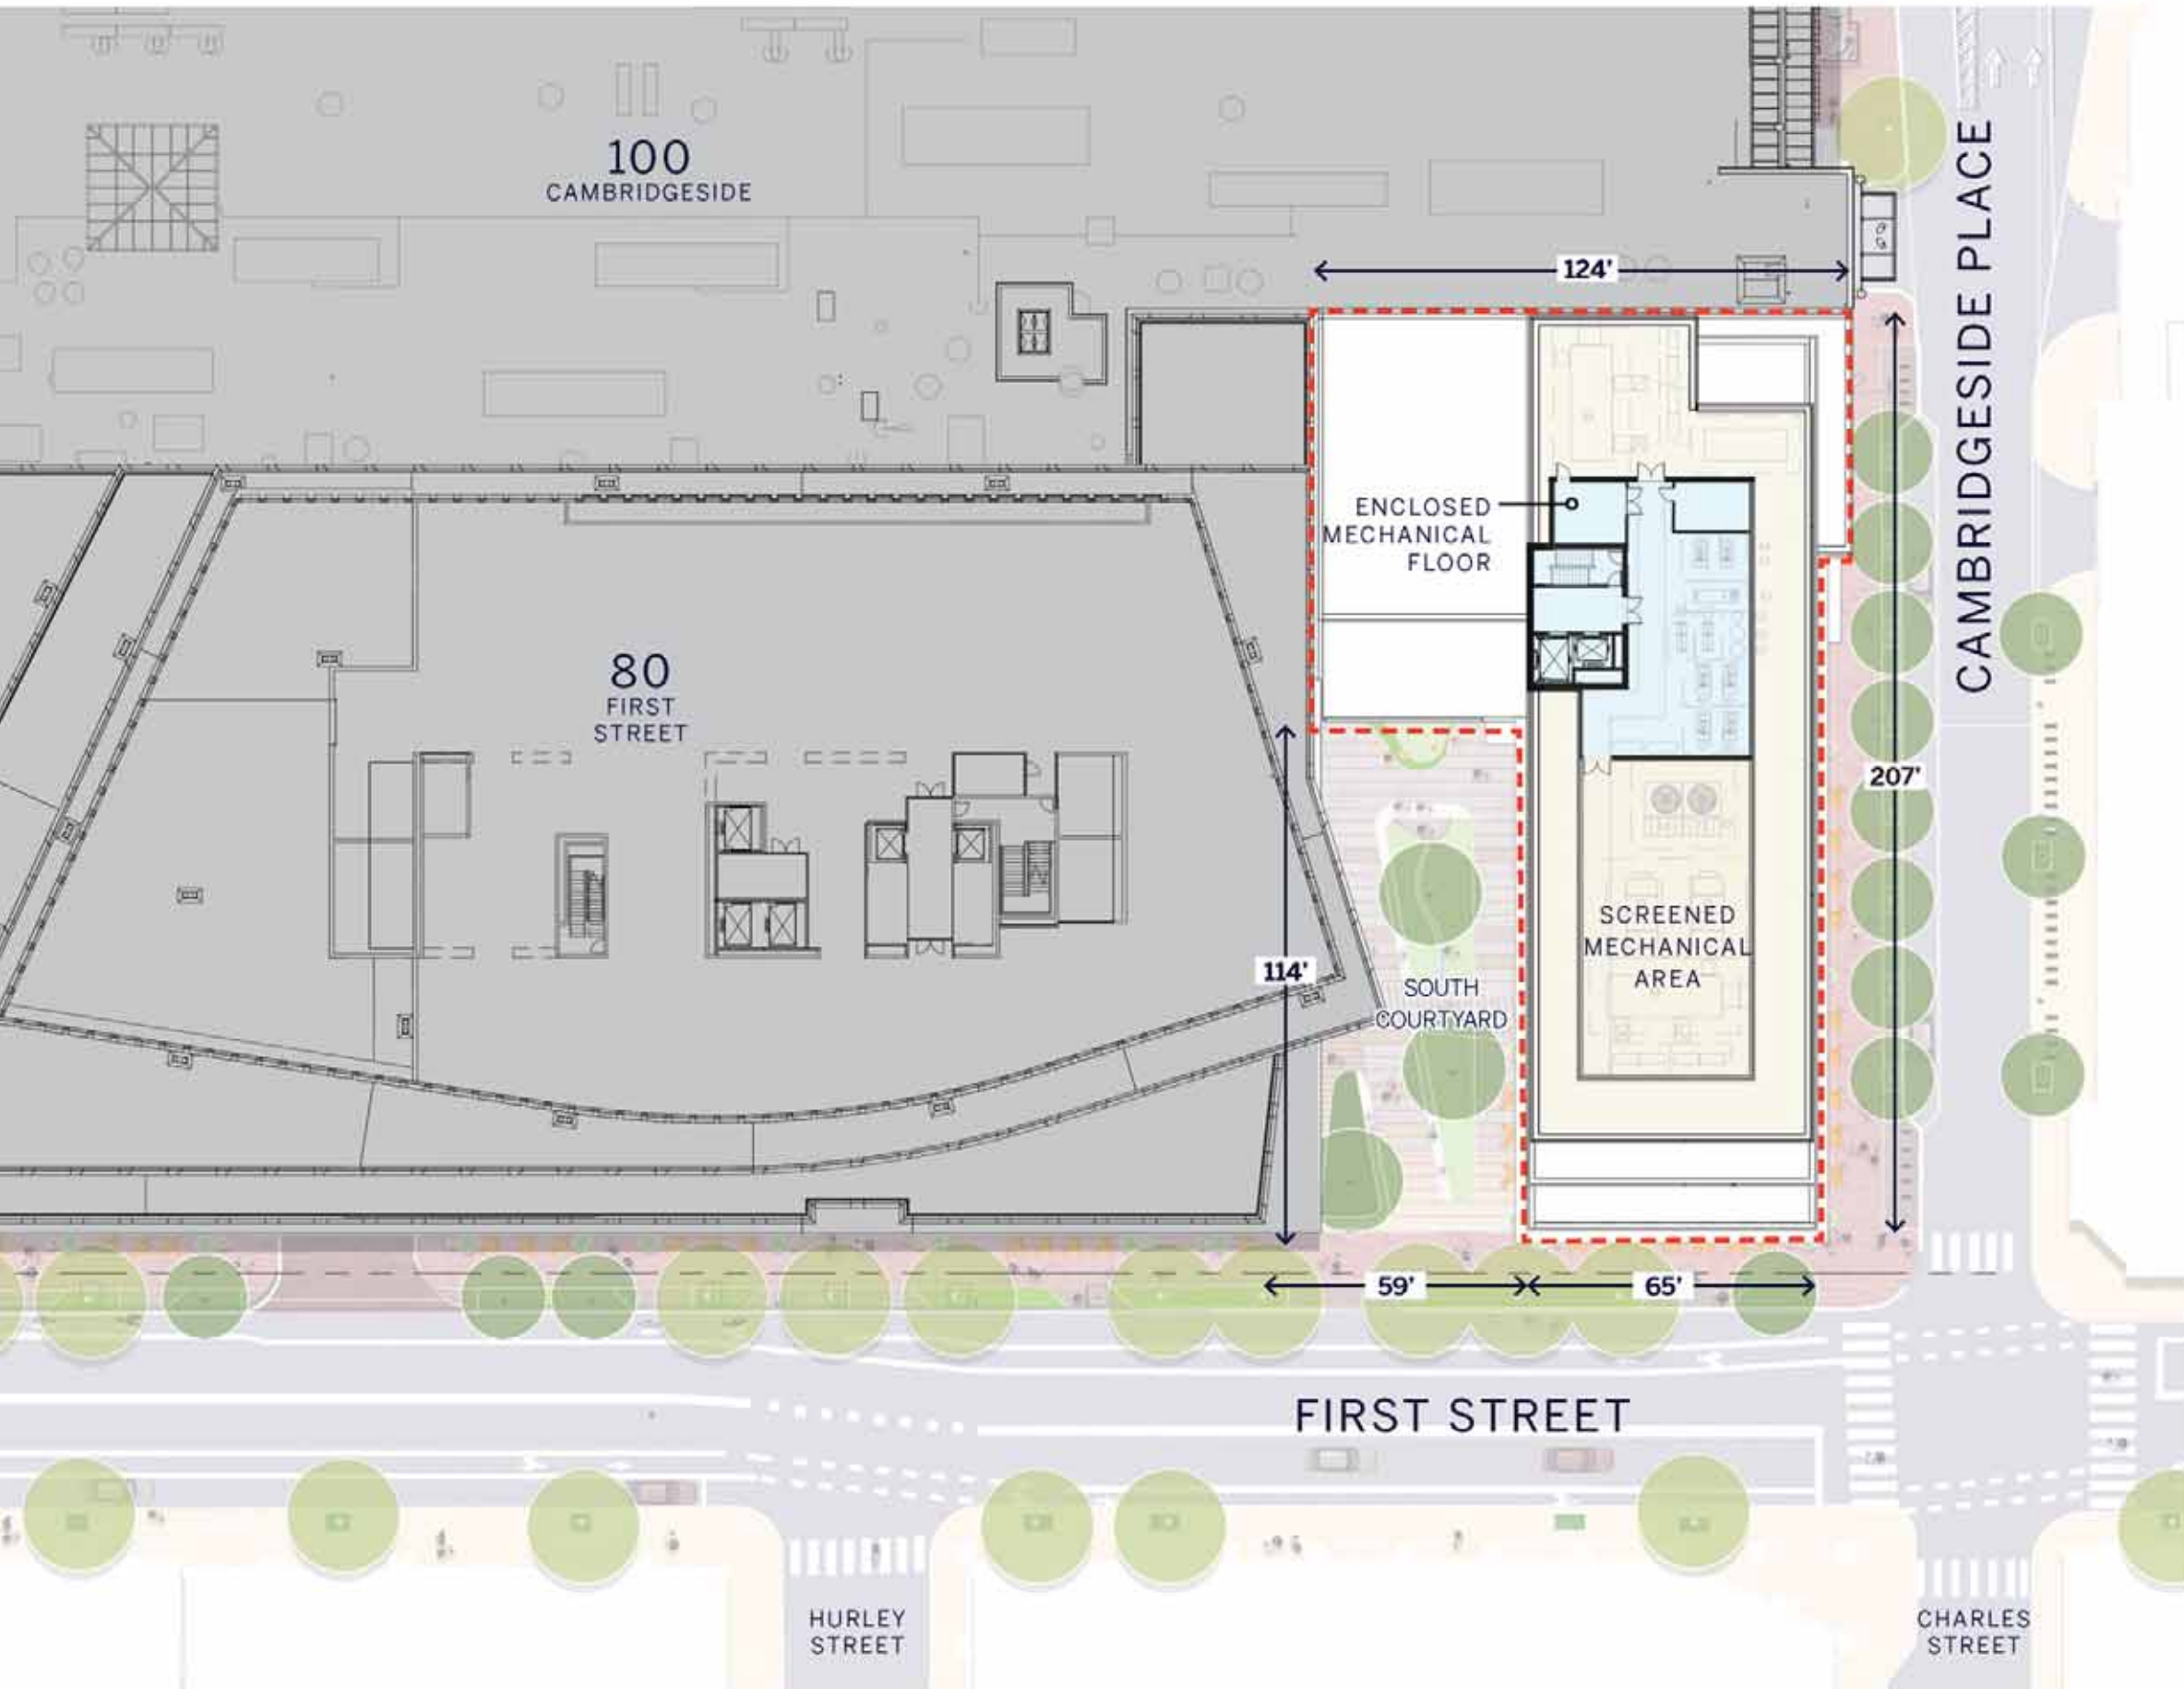 100
CAMBRIDGESIDE
CAMBRIDGESIDE PLACE
124'
ENCLOSED
MECHANICAL
FLOOR
80
FIRST
STREET
207'
SCREENED
MECHANICAL
AREA
114'
SOUTH
COURTYARD
59'
65'
FIRST STREET
HURLEY
STREET
CHARLES
STREET